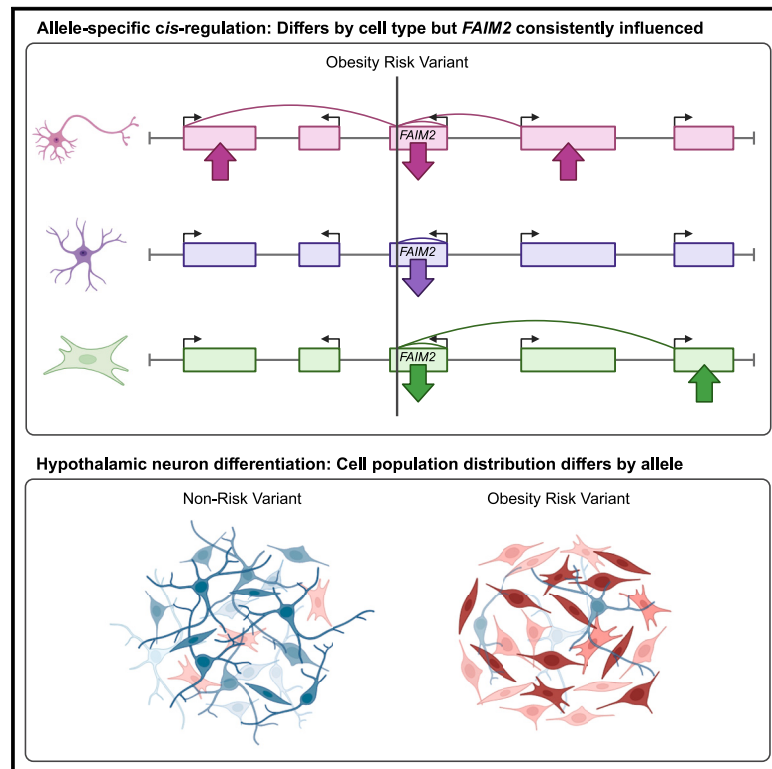 Allele-specific cis-regulation: Differs by cell type but FAIM2 consistently influenced
Obesity Risk Variant
FAIM2
FAIM2
FAIM2
Hypothalamic neuron differentiation: Cell population distribution differs by allele
Non-Risk Variant
Obesity Risk Variant